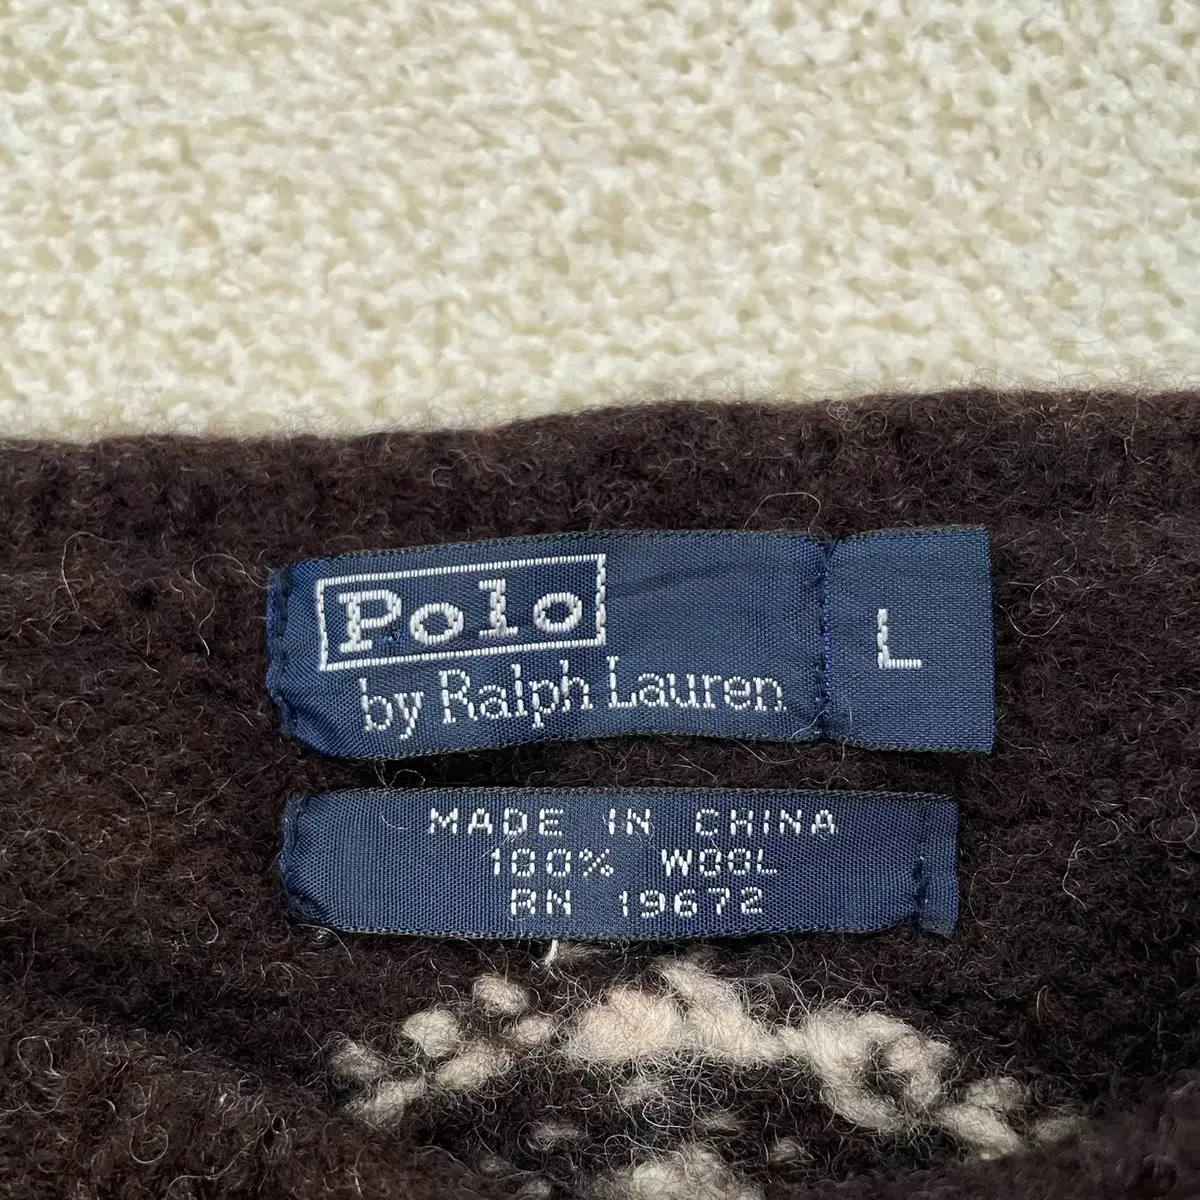 Polo
by Ralph Lauren
L
MADE IN CHINA
100% WOOL
RN 19672